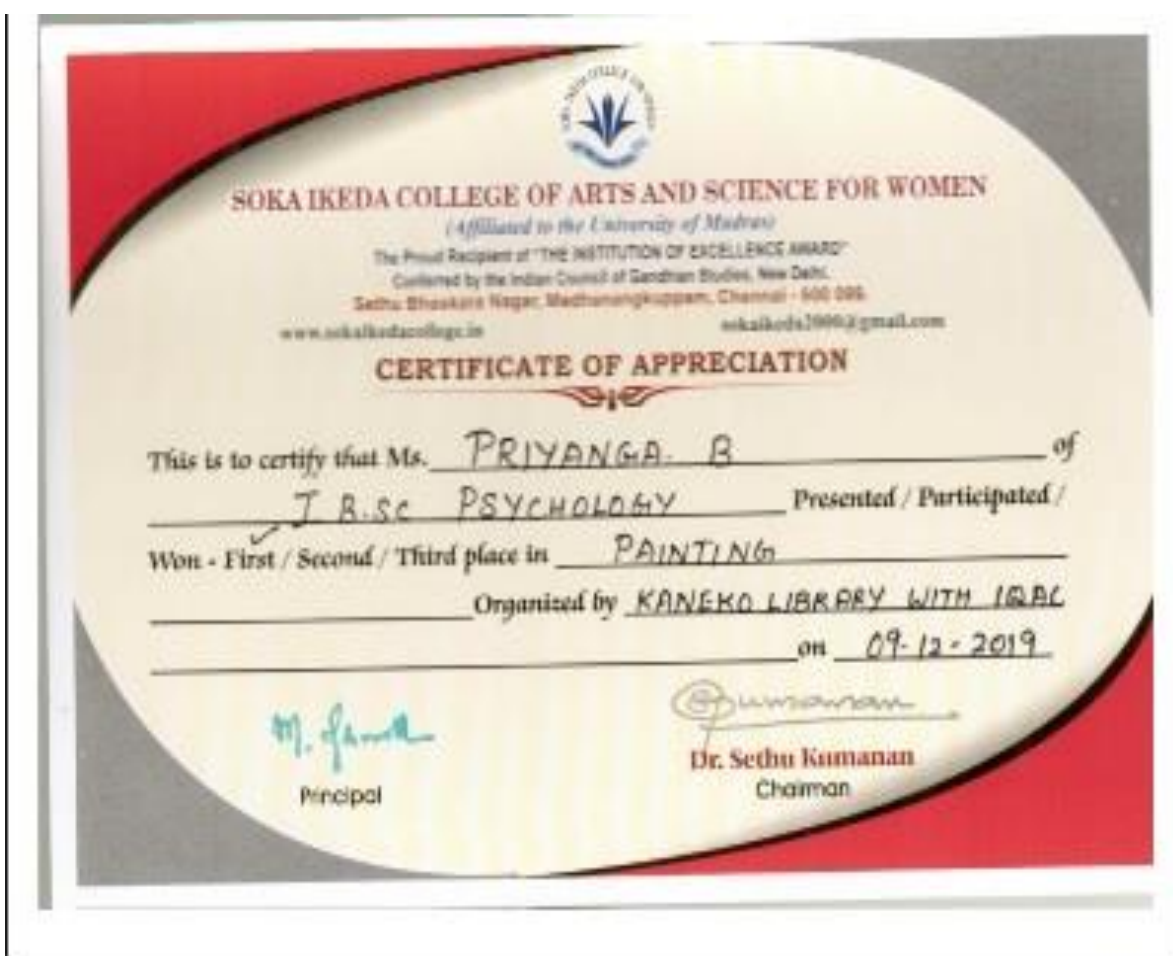 SOKA IKEDA COLLEGE OF ARTS AND SCIENCE FOR WOMEN
(Affiliated to the University of Madras)
The Proud Recipient of "THE INSTITUTION OF EXCELLENCE AWARD"
Conferred by the Indian Council of Gandhian Studies, New Delhi.
Sethu Bhaskara Nagar, Madhanangkuppam, Chennai - 600 099.
www.sokaikedacollege.in sokaikeda2000@gmail.com
CERTIFICATE OF APPRECIATION
This is to certify that Ms. PRIYANGA. B of
I B.SC PSYCHOLOGY Presented / Participated /
Won - First / Second / Third place in PAINTING
Organized by KANEKO LIBRARY WITH IQAC
on 09-12-2019
M.
Principal
Dr. Sethu Kumanan
Chairman